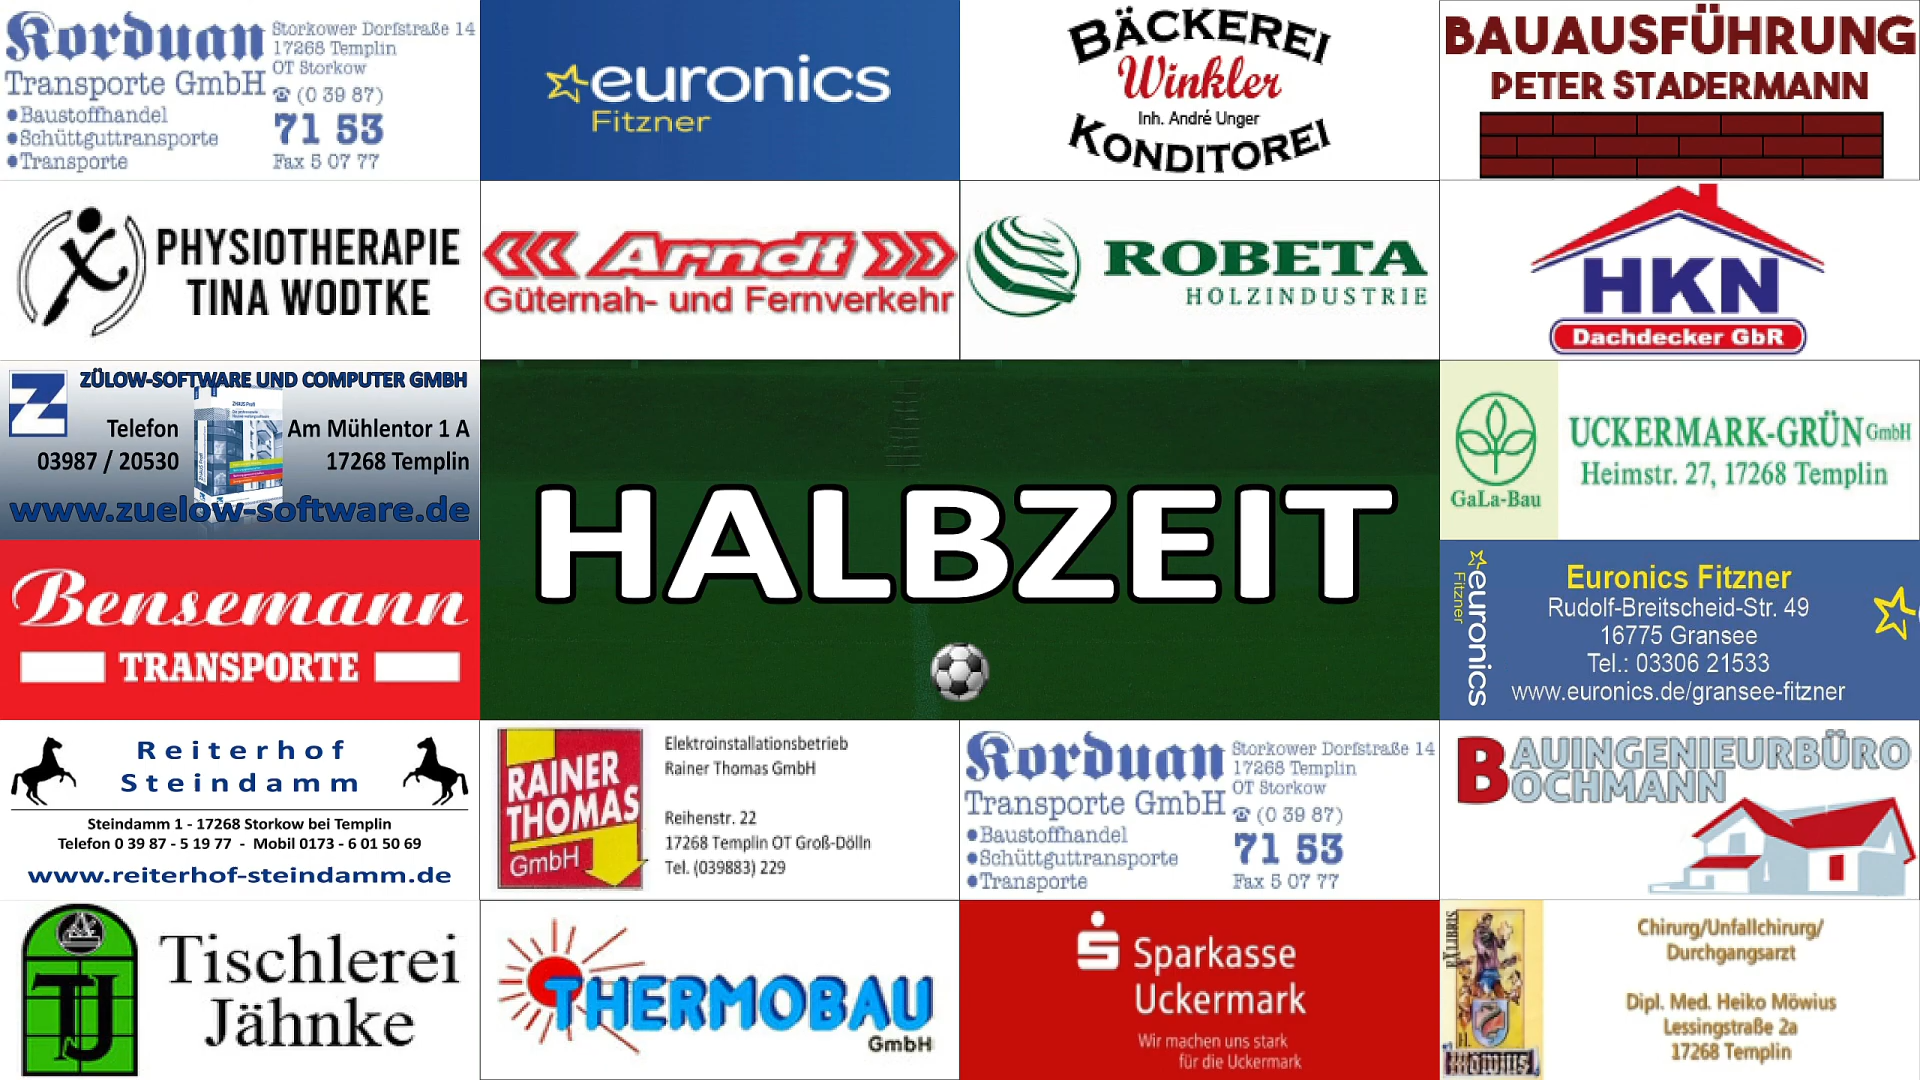 Korduan
Transporte GmbH
•Baustoffhandel
•Schüttguttransporte
•Transporte
Storkower Dorfstraße 14
17268 Templin
OT Storkow
☎ (0 39 87)
71 53
Fax 5 07 77
euronics
Fitzner
BÄCKEREI
Winkler
Inh. André Unger
KONDITOREI
BAUAUSFÜHRUNG
PETER STADERMANN
PHYSIOTHERAPIE
TINA WODTKE
Arndt
Güternah- und Fernverkehr
ROBETA
HOLZINDUSTRIE
HKN
Dachdecker GbR
Z
ZÜLOW-SOFTWARE UND COMPUTER GMBH
Telefon
03987 / 20530
Am Mühlentor 1 A
17268 Templin
www.zuelow-software.de
HALBZEIT
GaLa-Bau
UCKERMARK-GRÜN GmbH
Heimstr. 27, 17268 Templin
Bensemann
TRANSPORTE
euronics
Fitzner
Euronics Fitzner
Rudolf-Breitscheid-Str. 49
16775 Gransee
Tel.: 03306 21533
www.euronics.de/gransee-fitzner
Reiterhof
Steindamm
Steindamm 1 - 17268 Storkow bei Templin
Telefon 0 39 87 - 5 19 77 - Mobil 0173 - 6 01 50 69
www.reiterhof-steindamm.de
RAINER
THOMAS
GmbH
Elektroinstallationsbetrieb
Rainer Thomas GmbH
Reihenstr. 22
17268 Templin OT Groß-Dölln
Tel. (039883) 229
Korduan
Transporte GmbH
•Baustoffhandel
•Schüttguttransporte
•Transporte
Storkower Dorfstraße 14
17268 Templin
OT Storkow
☎ (0 39 87)
71 53
Fax 5 07 77
BAUINGENIEURBÜRO
BOCHMANN
TJ
Tischlerei
Jähnke
THERMOBAU
GmbH
Sparkasse
Uckermark
Wir machen uns stark
für die Uckermark
EXLIBRIS
H.
MÖWIUS
Chirurg/Unfallchirurg/
Durchgangsarzt
Dipl. Med. Heiko Möwius
Lessingstraße 2a
17268 Templin